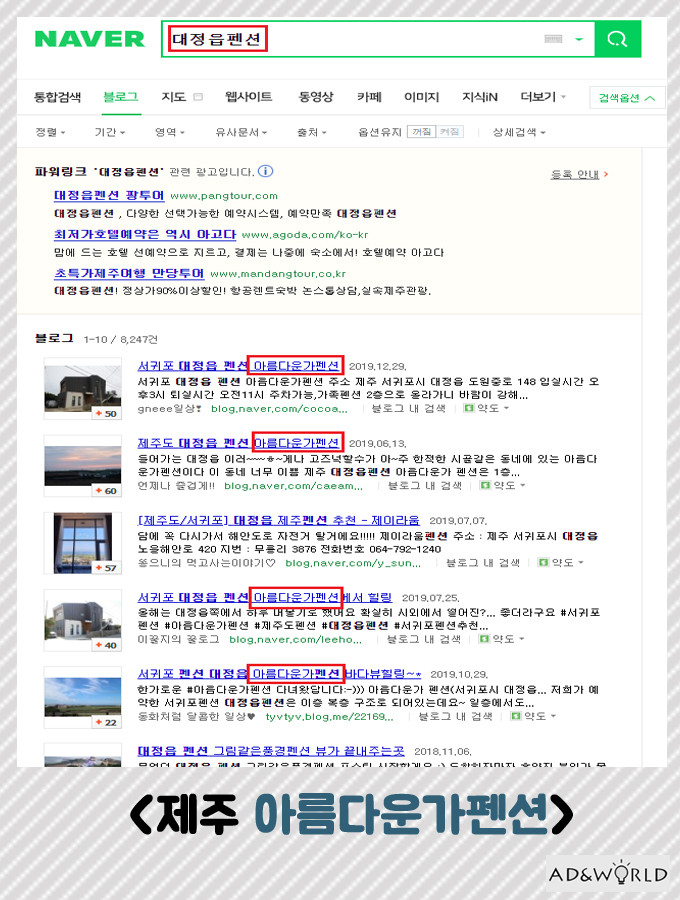 NAVER 대정읍펜션
통합검색 블로그 지도 웹사이트 동영상 카페 이미지 지식iN 더보기 검색옵션
정렬 기간 영역 유사문서 출처 옵션유지 꺼짐 켜짐 상세검색
파워링크 '대정읍펜션' 관련 광고입니다. 등록 안내
대정읍펜션 팡투어 www.pangtour.com
대정읍펜션 , 다양한 선택가능한 예약시스템, 예약만족 대정읍펜션
최저가호텔예약은 역시 아고다 www.agoda.com/ko-kr
맘에 드는 호텔 선예약으로 지르고, 결제는 나중에 숙소에서! 호텔예약 아고다
초특가제주여행 만당투어 www.mandangtour.co.kr
대정읍펜션! 정상가90%이상할인! 항공렌트숙박 논스톱상담,실속제주관광.
블로그 1-10 / 8,247건
서귀포 대정읍 펜션 아름다운가펜션 2019.12.29.
서귀포 대정읍 펜션 아름다운가펜션 주소 제주 서귀포시 대정읍 도원중로 148 입실시간 오
후3시 퇴실시간 오전11시 주차가능,가족펜션 2층으로 올라가니 바람이 강해...
+ 50 gneee일상❣ blog.naver.com/cocoa... 블로그 내 검색 약도
제주도 대정읍 펜션 아름다운가펜션 2019.06.13.
들어가는 대정읍 이러~~~ㅎ~게나 고즈넉할수가 아~주 한적한 시골같은 동네에 있는 아름다
운가펜션이다 이 동네 너무 이쁨 제주 대정읍펜션 아름다운가 펜션은 1층...
+ 60 언제나 즐겁게!! blog.naver.com/caeam... 블로그 내 검색 약도
[제주도/서귀포] 대정읍 제주펜션 추천 - 제이라움 2019.07.07.
담에 꼭 다시가서 해안도로 자전거 탈거에요!!!!! 제이라움펜션 주소 : 제주 서귀포시 대정읍
노을해안로 420 지번 : 무릉리 3876 전화번호 064-792-1240
+ 57 똥으니의 먹고사는이야기♡ blog.naver.com/y_sun... 블로그 내 검색 약도
서귀포 대정읍 펜션 아름다운가펜션에서 힐링 2019.07.25.
올해는 대정읍쪽에서 하루 머물기로 했어요 확실히 시외에서 떨어진?... 좋더라구요 #서귀포
펜션 #아름다운가펜션 #제주도펜션 #대정읍펜션 #서귀포펜션추천...
+ 40 이꿀지의 꿀로그 blog.naver.com/leeho... 블로그 내 검색 약도
서귀포 펜션 대정읍 아름다운가펜션 바다뷰힐링~* 2019.10.29.
한가로운 #아름다운가펜션 다녀왔답니다:-))) 아름다운가 펜션(서귀포시 대정읍... 저희가 예
약한 서귀포펜션 대정읍펜션은 이층 복층 구조로 되어있는데요~ 일층에서도...
+ 22 동화처럼 달콤한 일상♥ tyvtyv.blog.me/22169... 블로그 내 검색 약도
대정읍 펜션 그림같은풍경펜션 뷰가 끝내주는곳 2018.11.06.
<제주 아름다운가펜션>
AD&WORLD